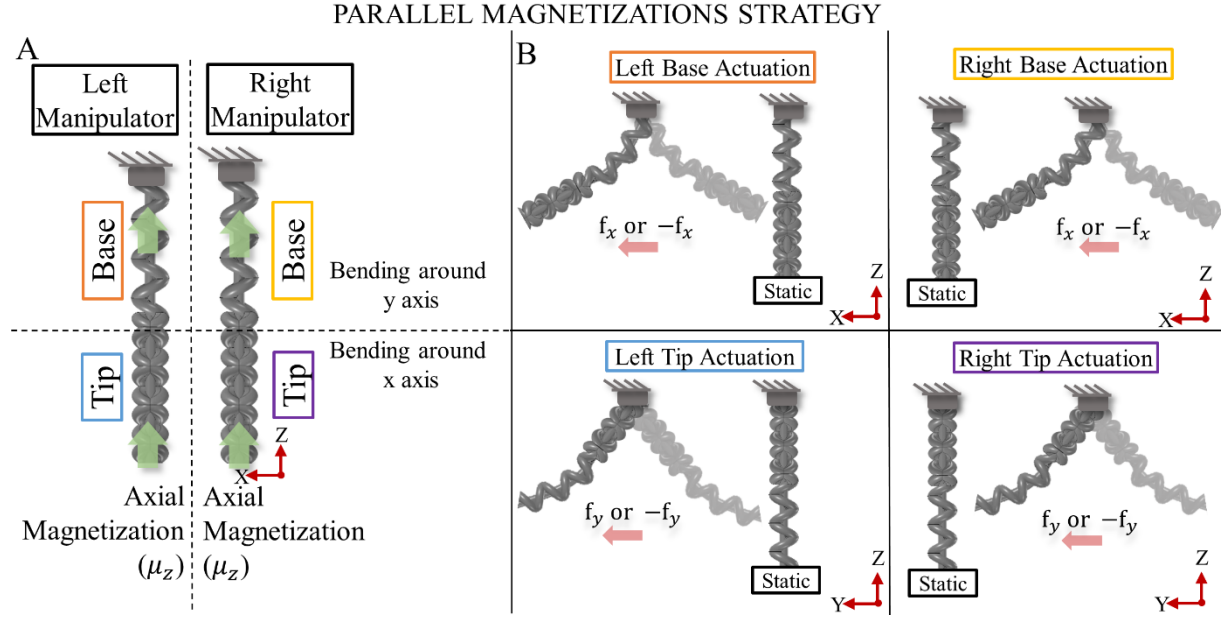 PARALLEL MAGNETIZATIONS STRATEGY
A
Left
Manipulator
Right
Manipulator
Base
Base
Bending around
y axis
Bending around
x axis
Tip
Tip
Z
X
Axial
Magnetization
(μz)
Axial
Magnetization
(μz)
B
Left Base Actuation
fx or −fx
Static
Z
X
Right Base Actuation
fx or −fx
Static
Z
X
Left Tip Actuation
fy or −fy
Static
Z
Y
Right Tip Actuation
fy or −fy
Static
Z
Y